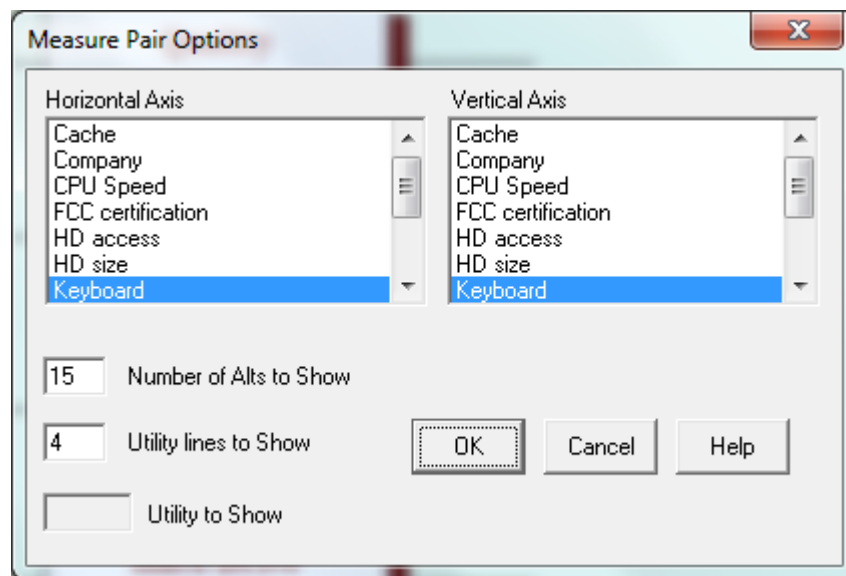 Measure Pair Options
Horizontal Axis
Cache
Company
CPU Speed
FCC certification
HD access
HD size
Keyboard
Vertical Axis
Cache
Company
CPU Speed
FCC certification
HD access
HD size
Keyboard
15 Number of Alts to Show
4 Utility lines to Show
OK Cancel Help
Utility to Show